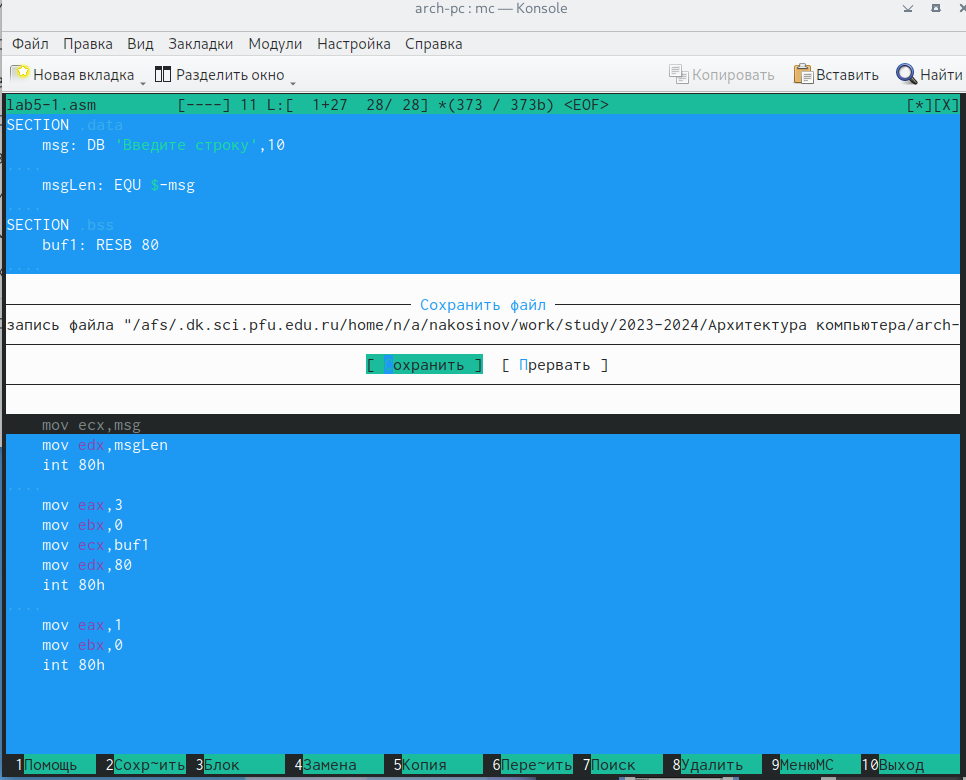 arch-pc : mc — Konsole
Файл Правка Вид Закладки Модули Настройка Справка
Новая вкладка Разделить окно Копировать Вставить Найти
lab5-1.asm [----] 11 L:[ 1+27 28/ 28] *(373 / 373b) <EOF> [*][X]
SECTION .data
msg: DB 'Введите строку',10
....
msgLen: EQU $-msg
....
SECTION .bss
buf1: RESB 80
....
Сохранить файл
запись файла "/afs/.dk.sci.pfu.edu.ru/home/n/a/nakosinov/work/study/2023-2024/Архитектура компьютера/arch-
[ Сохранить ] [ Прервать ]
mov ecx,msg
mov edx,msgLen
int 80h
....
mov eax,3
mov ebx,0
mov ecx,buf1
mov edx,80
int 80h
....
mov eax,1
mov ebx,0
int 80h
1Помощь 2Сохр~ить 3Блок 4Замена 5Копия 6Пере~ить 7Поиск 8Удалить 9МенюMC 10Выход